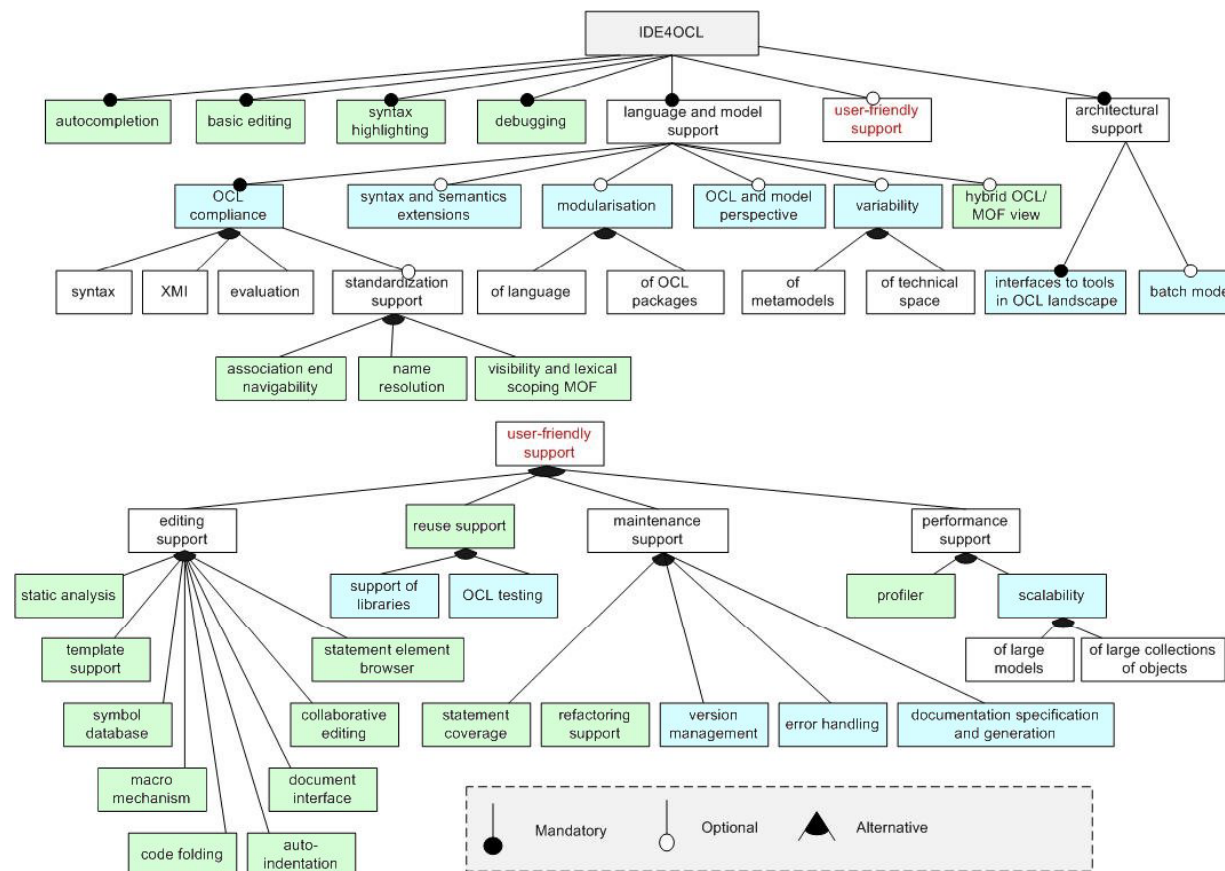 IDE4OCL
autocompletion
basic editing
syntax
highlighting
debugging
language and model
support
user-friendly
support
architectural
support
OCL
compliance
syntax and semantics
extensions
modularisation
OCL and model
perspective
variability
hybrid OCL/
MOF view
syntax
XMI
evaluation
standardization
support
of language
of OCL
packages
of
metamodels
of technical
space
interfaces to tools
in OCL landscape
batch mode
association end
navigability
name
resolution
visibility and lexical
scoping MOF
user-friendly
support
editing
support
reuse support
maintenance
support
performance
support
static analysis
support of
libraries
OCL testing
profiler
scalability
template
support
statement element
browser
of large
models
of large collections
of objects
symbol
database
collaborative
editing
statement
coverage
refactoring
support
version
management
error handling
documentation specification
and generation
macro
mechanism
document
interface
code folding
auto-
indentation
Mandatory
Optional
Alternative